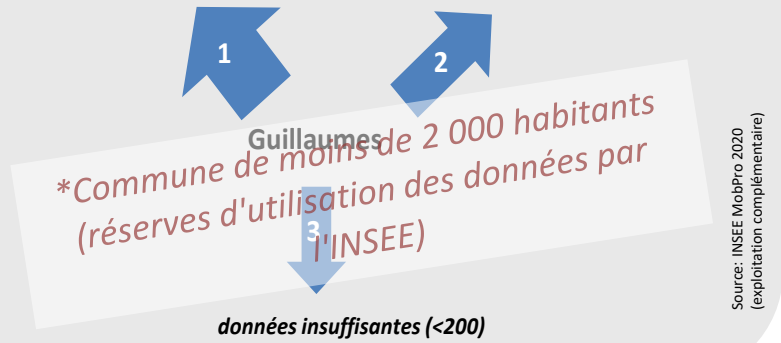 1
2
Guillaumes
*Commune de moins de 2 000 habitants
(réserves d'utilisation des données par
l'INSEE)
3
données insuffisantes (<200)
Source: INSEE MobPro 2020
(exploitation complémentaire)